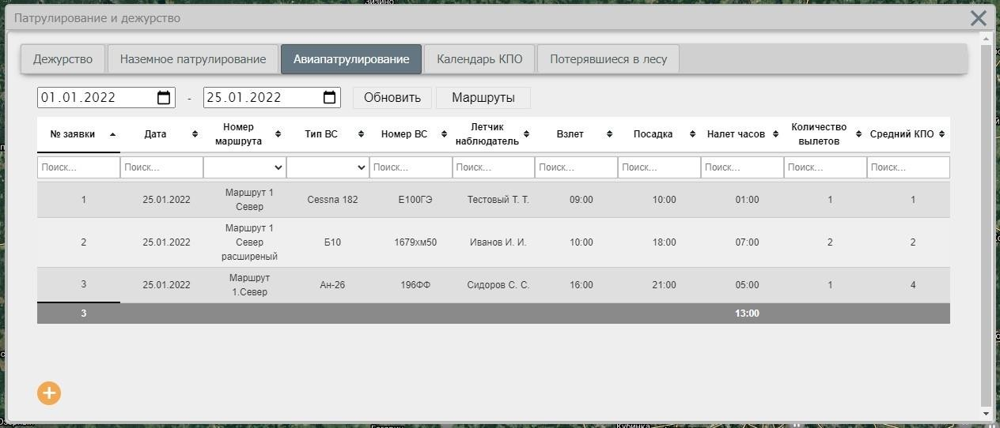 Зизино
Патрулирование и дежурство
Дежурство Наземное патрулирование Авиапатрулирование Календарь КПО Потерявшиеся в лесу
01.01.2022 - 25.01.2022 Обновить Маршруты
№ заявки Дата Номер маршрута Тип ВС Номер ВС Летчик наблюдатель Взлет Посадка Налет часов Количество вылетов Средний КПО
Поиск... Поиск... Поиск... Поиск... Поиск... Поиск... Поиск... Поиск... Поиск...
1 25.01.2022 Маршрут 1 Север Cessna 182 Е100ГЭ Тестовый Т. Т. 09:00 10:00 01:00 1 1
2 25.01.2022 Маршрут 1 Север расширеный Б10 1679хм50 Иванов И. И. 10:00 18:00 07:00 2 2
3 25.01.2022 Маршрут 1.Север Ан-26 196ФФ Сидоров С. С. 16:00 21:00 05:00 1 4
3 13:00
Кубинка